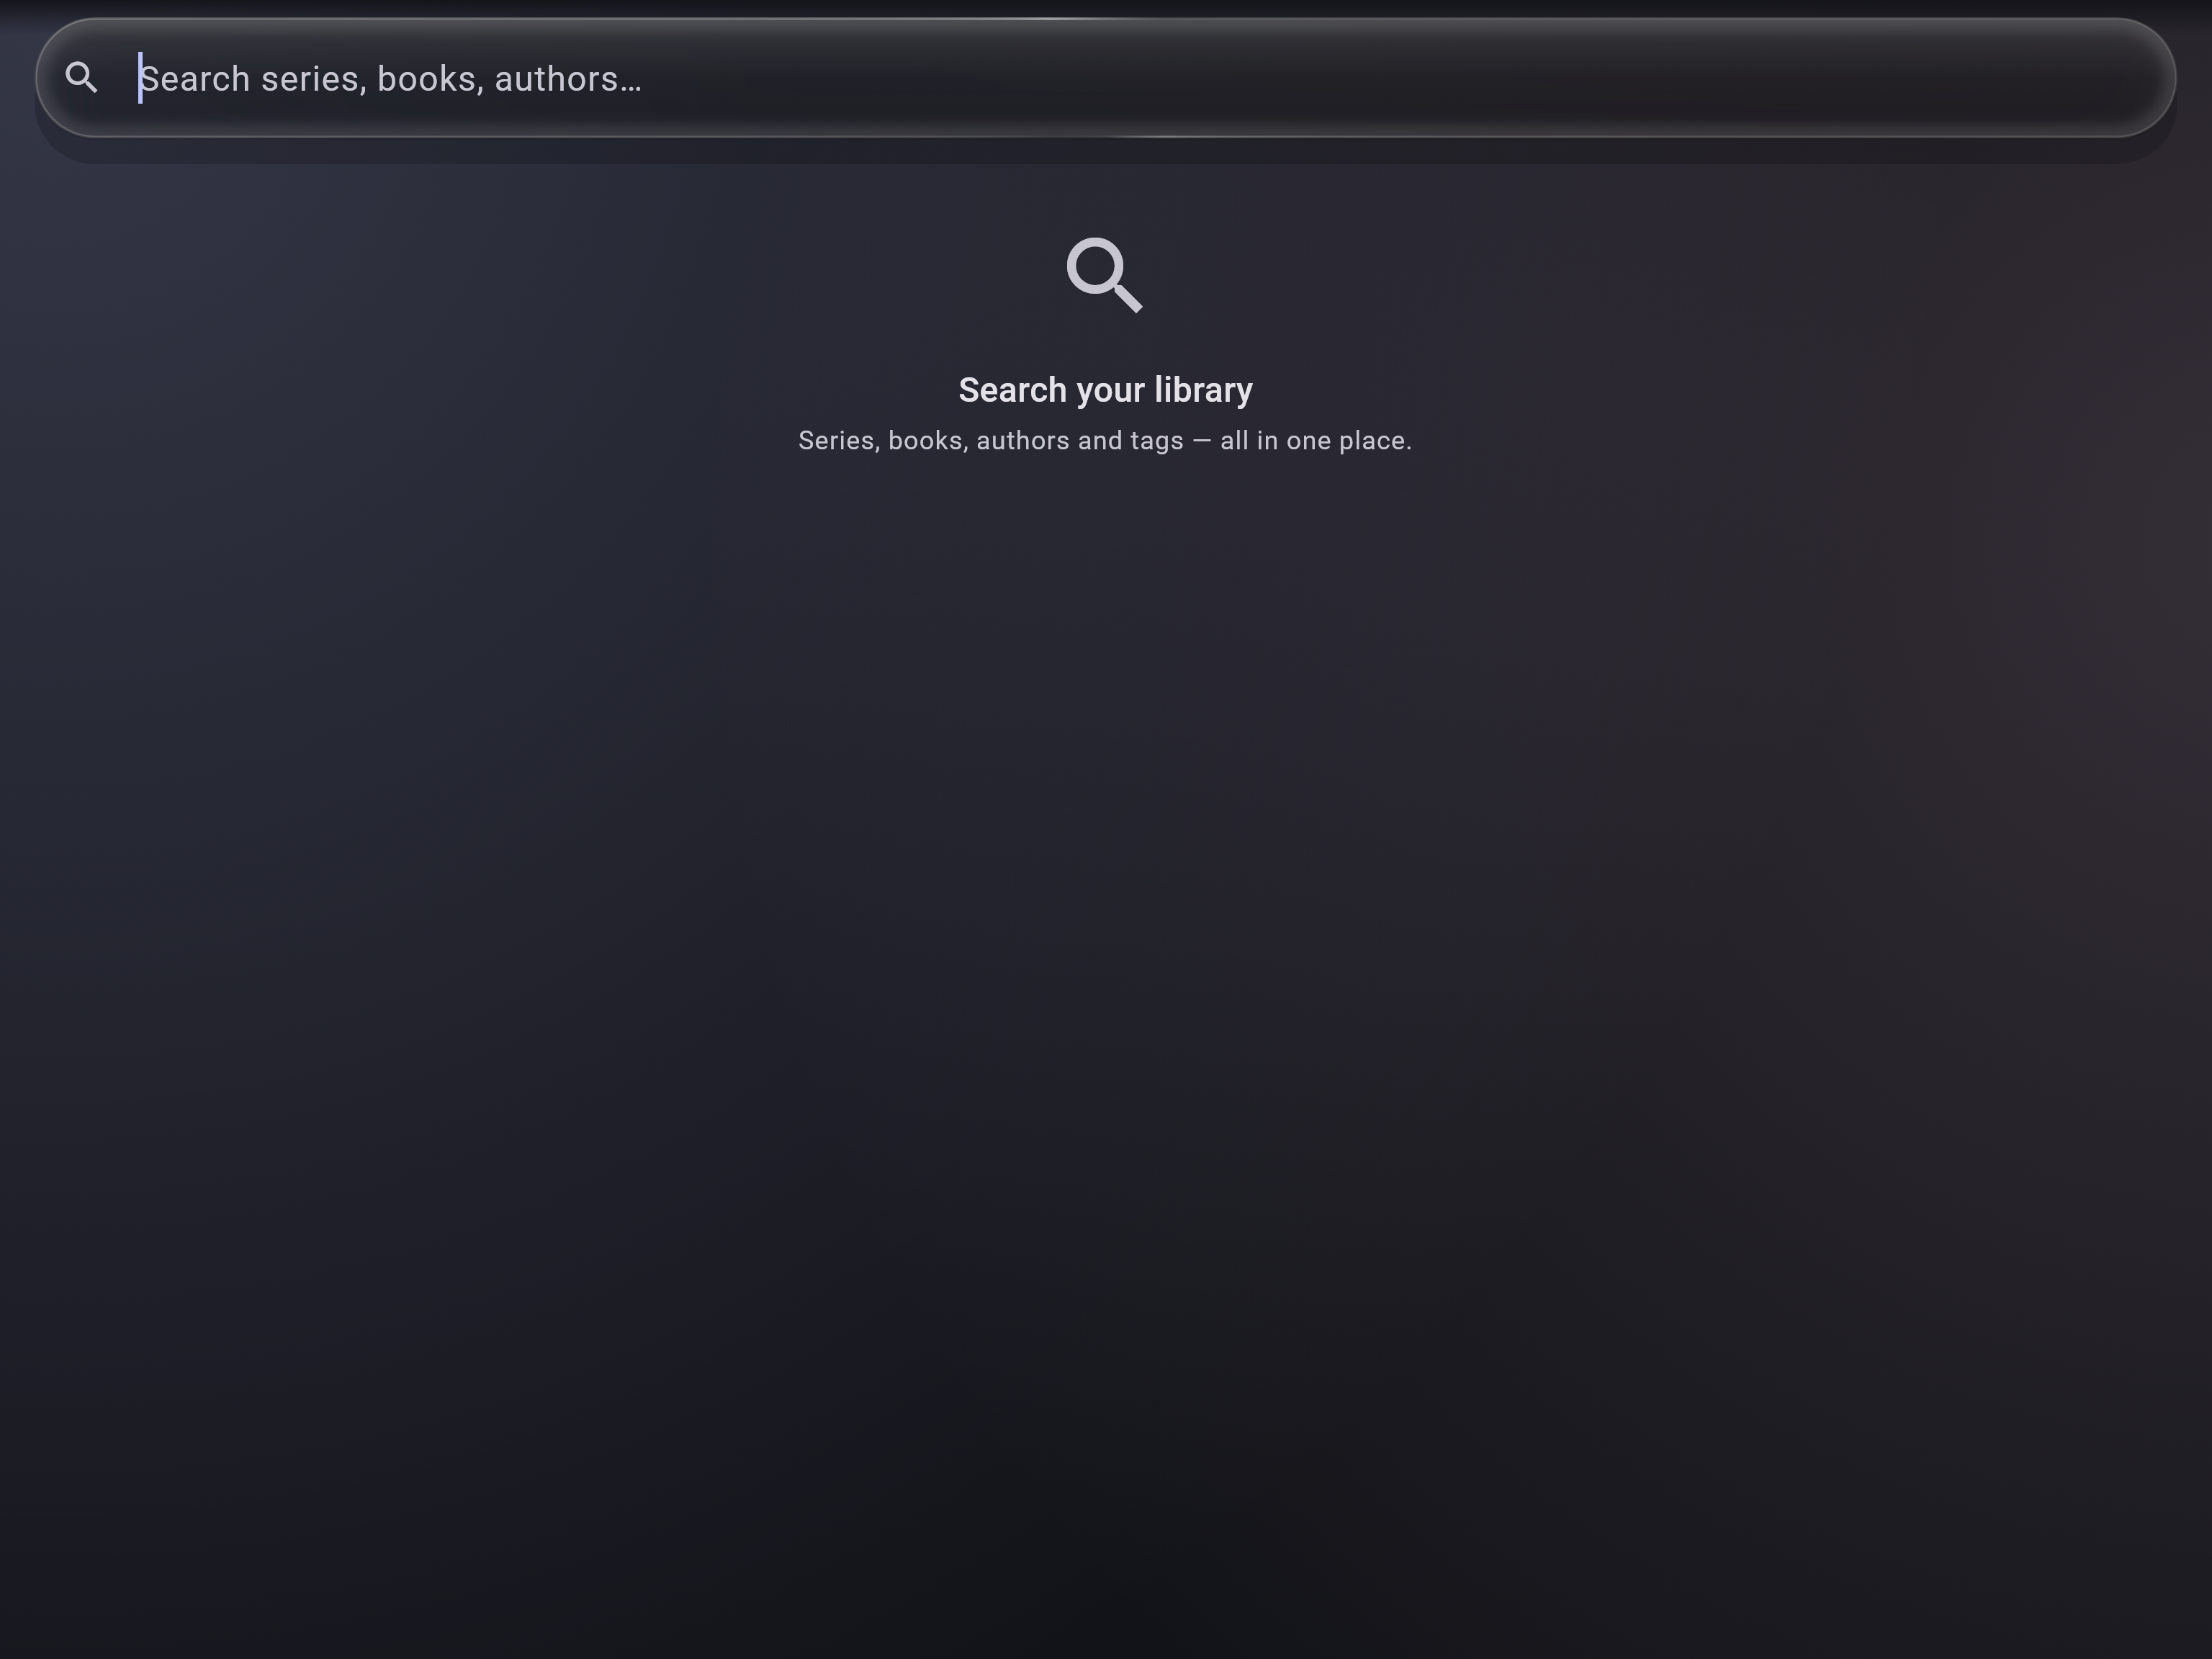 Search series, books, authors…
Search your library
Series, books, authors and tags — all in one place.